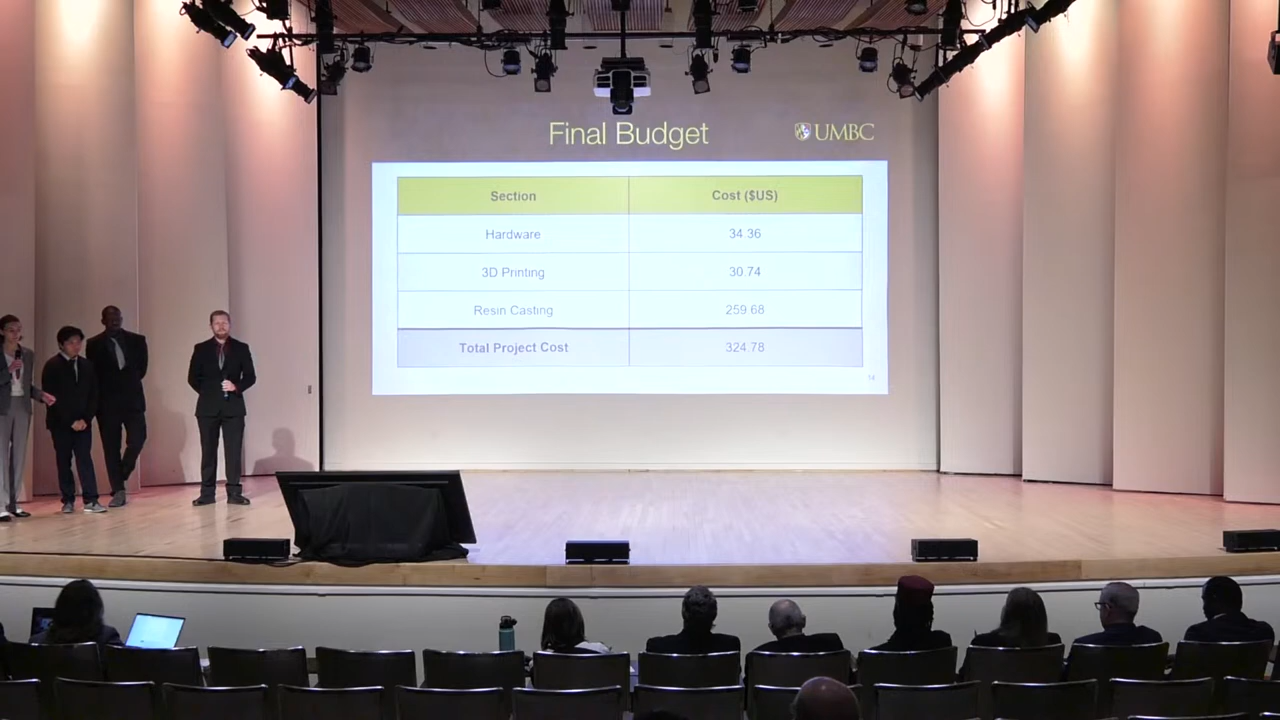 Final Budget
UMBC
Section Cost ($US)
Hardware 34.36
3D Printing 30.74
Resin Casting 259.68
Total Project Cost 324.78
14